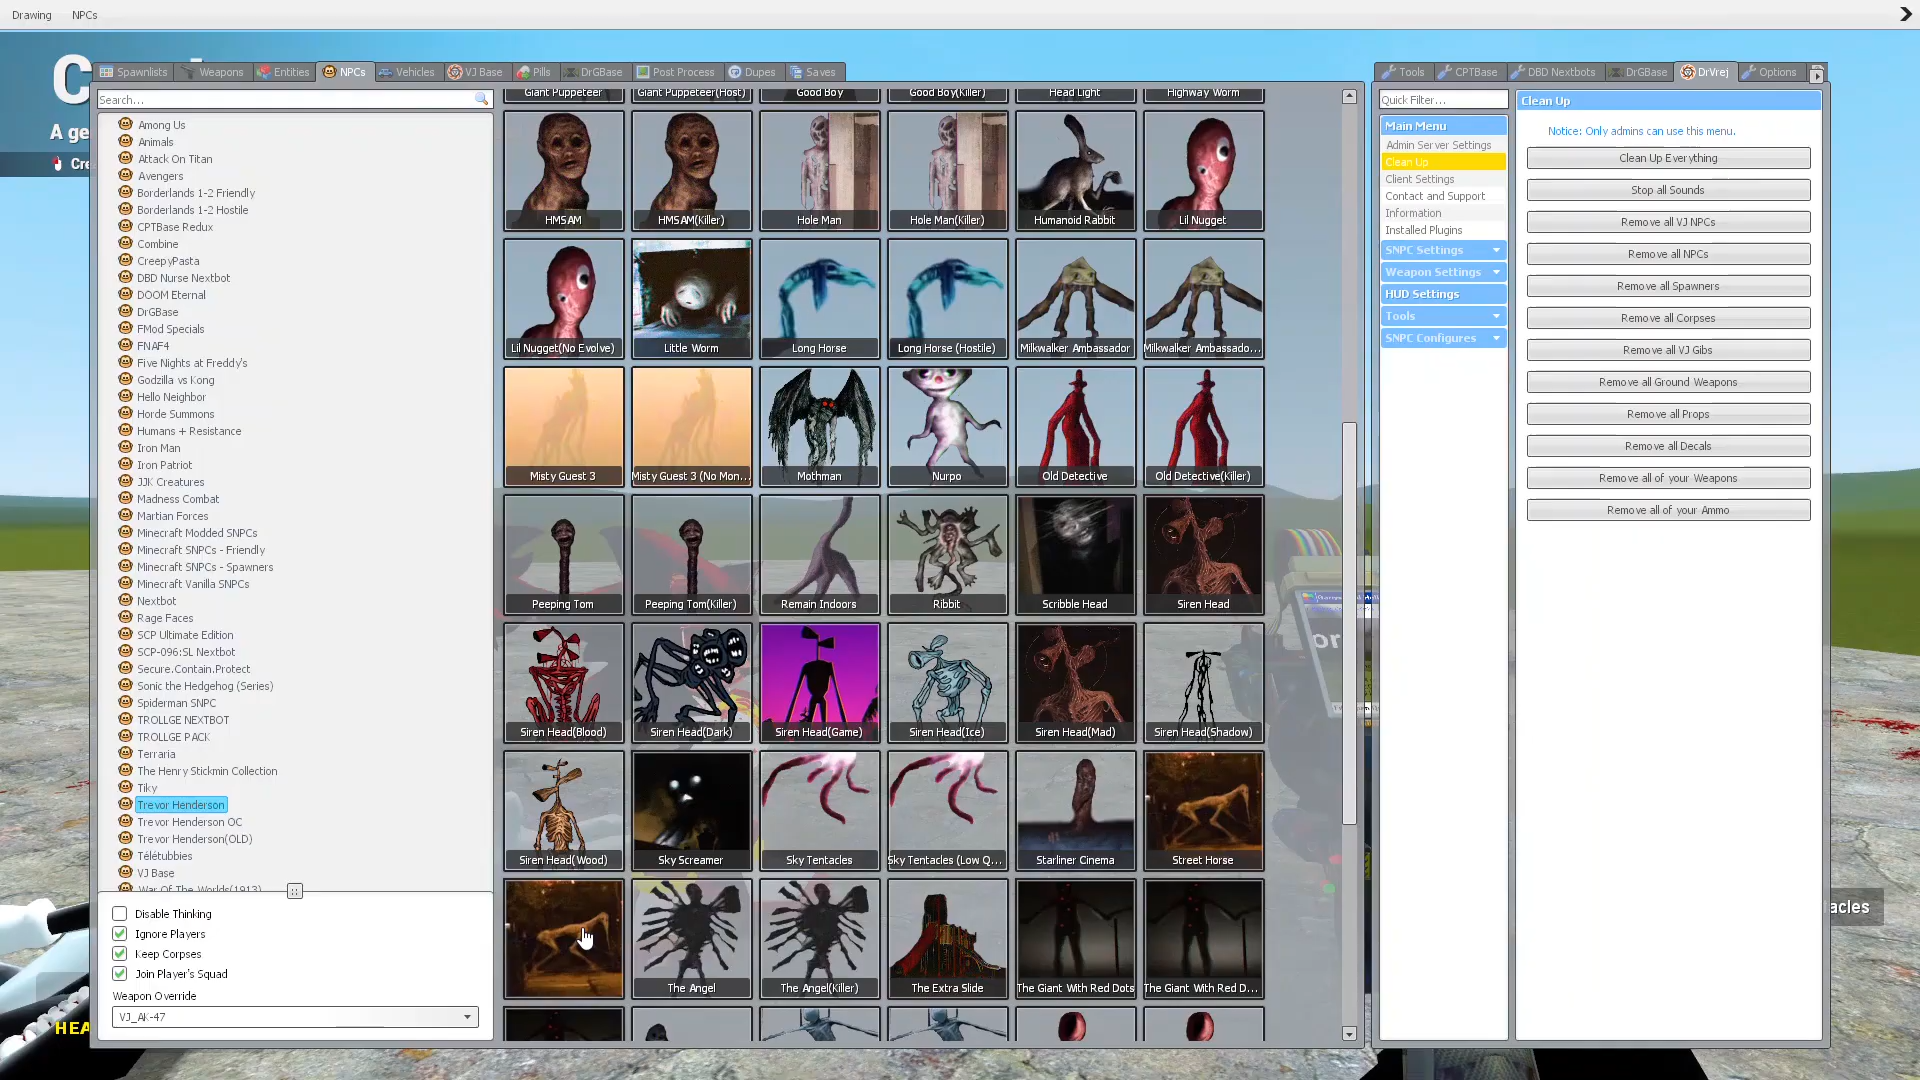 Drawing NPCs
Spawnlists Weapons Entities NPCs Vehicles VJ Base Pills DrGBase Post Process Dupes Saves
Tools CPTBase DBD Nextbots DrGBase DrVrej Options
C
A ge
Cre
Search...
Among Us
Animals
Attack On Titan
Avengers
Borderlands 1-2 Friendly
Borderlands 1-2 Hostile
CPTBase Redux
Combine
CreepyPasta
DBD Nurse Nextbot
DOOM Eternal
DrGBase
FMod Specials
FNAF4
Five Nights at Freddy's
Godzilla vs Kong
Hello Neighbor
Horde Summons
Humans + Resistance
Iron Man
Iron Patriot
JJK Creatures
Madness Combat
Martian Forces
Minecraft Modded SNPCs
Minecraft SNPCs - Friendly
Minecraft SNPCs - Spawners
Minecraft Vanilla SNPCs
Nextbot
Rage Faces
SCP Ultimate Edition
SCP-096:SL Nextbot
Secure.Contain.Protect
Sonic the Hedgehog (Series)
Spiderman SNPC
TROLLGE NEXTBOT
TROLLGE PACK
Terraria
The Henry Stickmin Collection
Tiky
Trevor Henderson
Trevor Henderson OC
Trevor Henderson(OLD)
Télétubbies
VJ Base
War Of The Worlds(1913)
Disable Thinking
Ignore Players
Keep Corpses
Join Player's Squad
Weapon Override
VJ_AK-47
HEA
Giant Puppeteer Giant Puppeteer(Host) Good Boy Good Boy(Killer) Head Light Highway Worm
HMSAM HMSAM(Killer) Hole Man Hole Man(Killer) Humanoid Rabbit Lil Nugget
Lil Nugget(No Evolve) Little Worm Long Horse Long Horse (Hostile) Milkwalker Ambassador Milkwalker Ambassado...
Misty Guest 3 Misty Guest 3 (No Mon... Mothman Nurpo Old Detective Old Detective(Killer)
Peeping Tom Peeping Tom(Killer) Remain Indoors Ribbit Scribble Head Siren Head
Siren Head(Blood) Siren Head(Dark) Siren Head(Game) Siren Head(Ice) Siren Head(Mad) Siren Head(Shadow)
Siren Head(Wood) Sky Screamer Sky Tentacles Sky Tentacles (Low Q... Starliner Cinema Street Horse
The Angel The Angel(Killer) The Extra Slide The Giant With Red Dots The Giant With Red D...
Quick Filter...
Main Menu
Admin Server Settings
Clean Up
Client Settings
Contact and Support
Information
Installed Plugins
SNPC Settings
Weapon Settings
HUD Settings
Tools
SNPC Configures
or
Clean Up
Notice: Only admins can use this menu.
Clean Up Everything
Stop all Sounds
Remove all VJ NPCs
Remove all NPCs
Remove all Spawners
Remove all Corpses
Remove all VJ Gibs
Remove all Ground Weapons
Remove all Props
Remove all Decals
Remove all of your Weapons
Remove all of your Ammo
acles